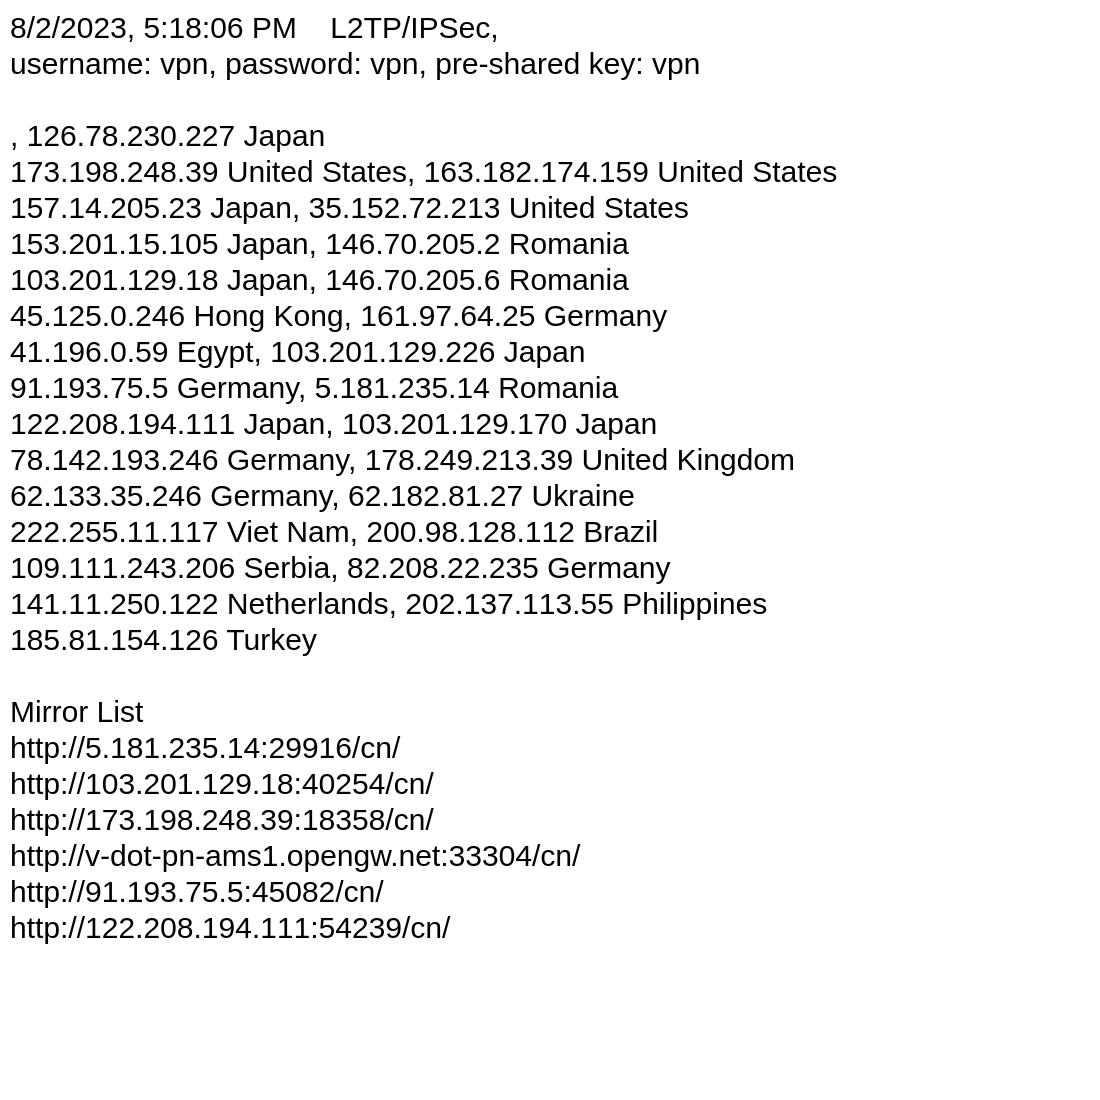 8/2/2023, 5:18:06 PM    L2TP/IPSec,
username: vpn, password: vpn, pre-shared key: vpn
, 126.78.230.227 Japan
173.198.248.39 United States, 163.182.174.159 United States
157.14.205.23 Japan, 35.152.72.213 United States
153.201.15.105 Japan, 146.70.205.2 Romania
103.201.129.18 Japan, 146.70.205.6 Romania
45.125.0.246 Hong Kong, 161.97.64.25 Germany
41.196.0.59 Egypt, 103.201.129.226 Japan
91.193.75.5 Germany, 5.181.235.14 Romania
122.208.194.111 Japan, 103.201.129.170 Japan
78.142.193.246 Germany, 178.249.213.39 United Kingdom
62.133.35.246 Germany, 62.182.81.27 Ukraine
222.255.11.117 Viet Nam, 200.98.128.112 Brazil
109.111.243.206 Serbia, 82.208.22.235 Germany
141.11.250.122 Netherlands, 202.137.113.55 Philippines
185.81.154.126 Turkey
Mirror List
http://5.181.235.14:29916/cn/
http://103.201.129.18:40254/cn/
http://173.198.248.39:18358/cn/
http://v-dot-pn-ams1.opengw.net:33304/cn/
http://91.193.75.5:45082/cn/
http://122.208.194.111:54239/cn/